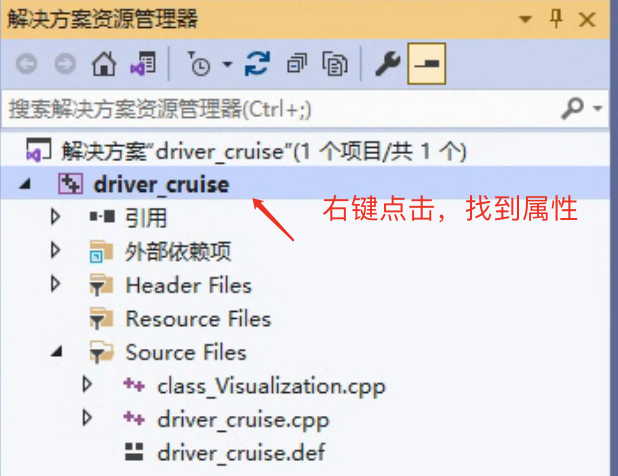 解决方案资源管理器
搜索解决方案资源管理器(Ctrl+;)
解决方案"driver_cruise"(1 个项目/共 1 个)
driver_cruise
右键点击，找到属性
引用
外部依赖项
Header Files
Resource Files
Source Files
class_Visualization.cpp
driver_cruise.cpp
driver_cruise.def